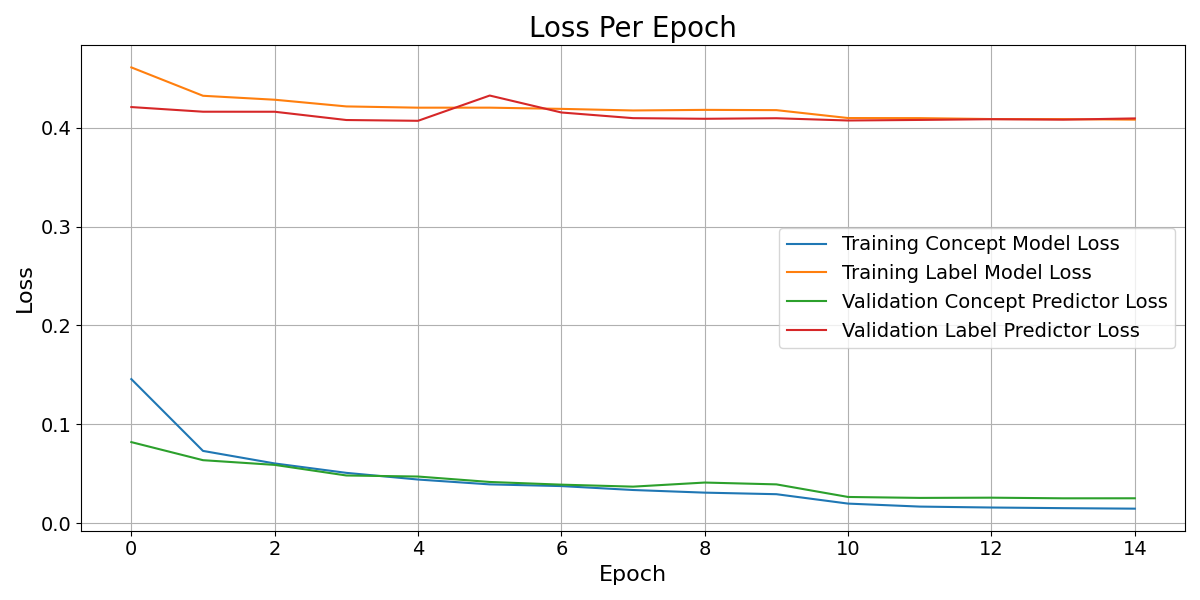 Loss Per Epoch
Loss
0.4
0.3
0.2
0.1
0.0
Training Concept Model Loss
Training Label Model Loss
Validation Concept Predictor Loss
Validation Label Predictor Loss
0 2 4 6 8 10 12 14
Epoch